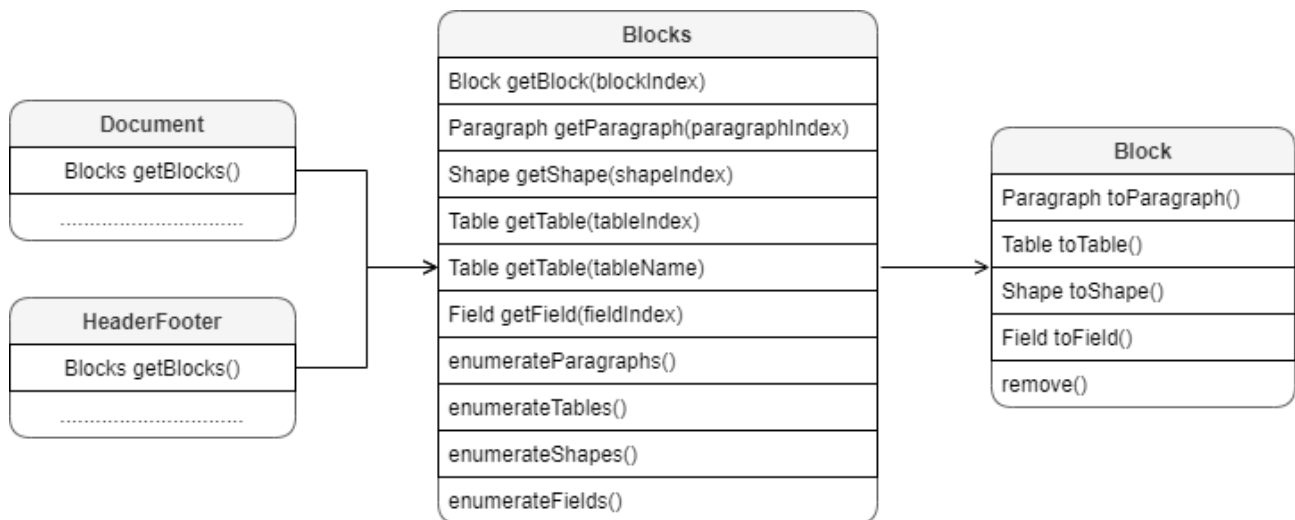 Document
Blocks getBlocks()
...............................
HeaderFooter
Blocks getBlocks()
...............................
Blocks
Block getBlock(blockIndex)
Paragraph getParagraph(paragraphIndex)
Shape getShape(shapeIndex)
Table getTable(tableIndex)
Table getTable(tableName)
Field getField(fieldIndex)
enumerateParagraphs()
enumerateTables()
enumerateShapes()
enumerateFields()
Block
Paragraph toParagraph()
Table toTable()
Shape toShape()
Field toField()
remove()